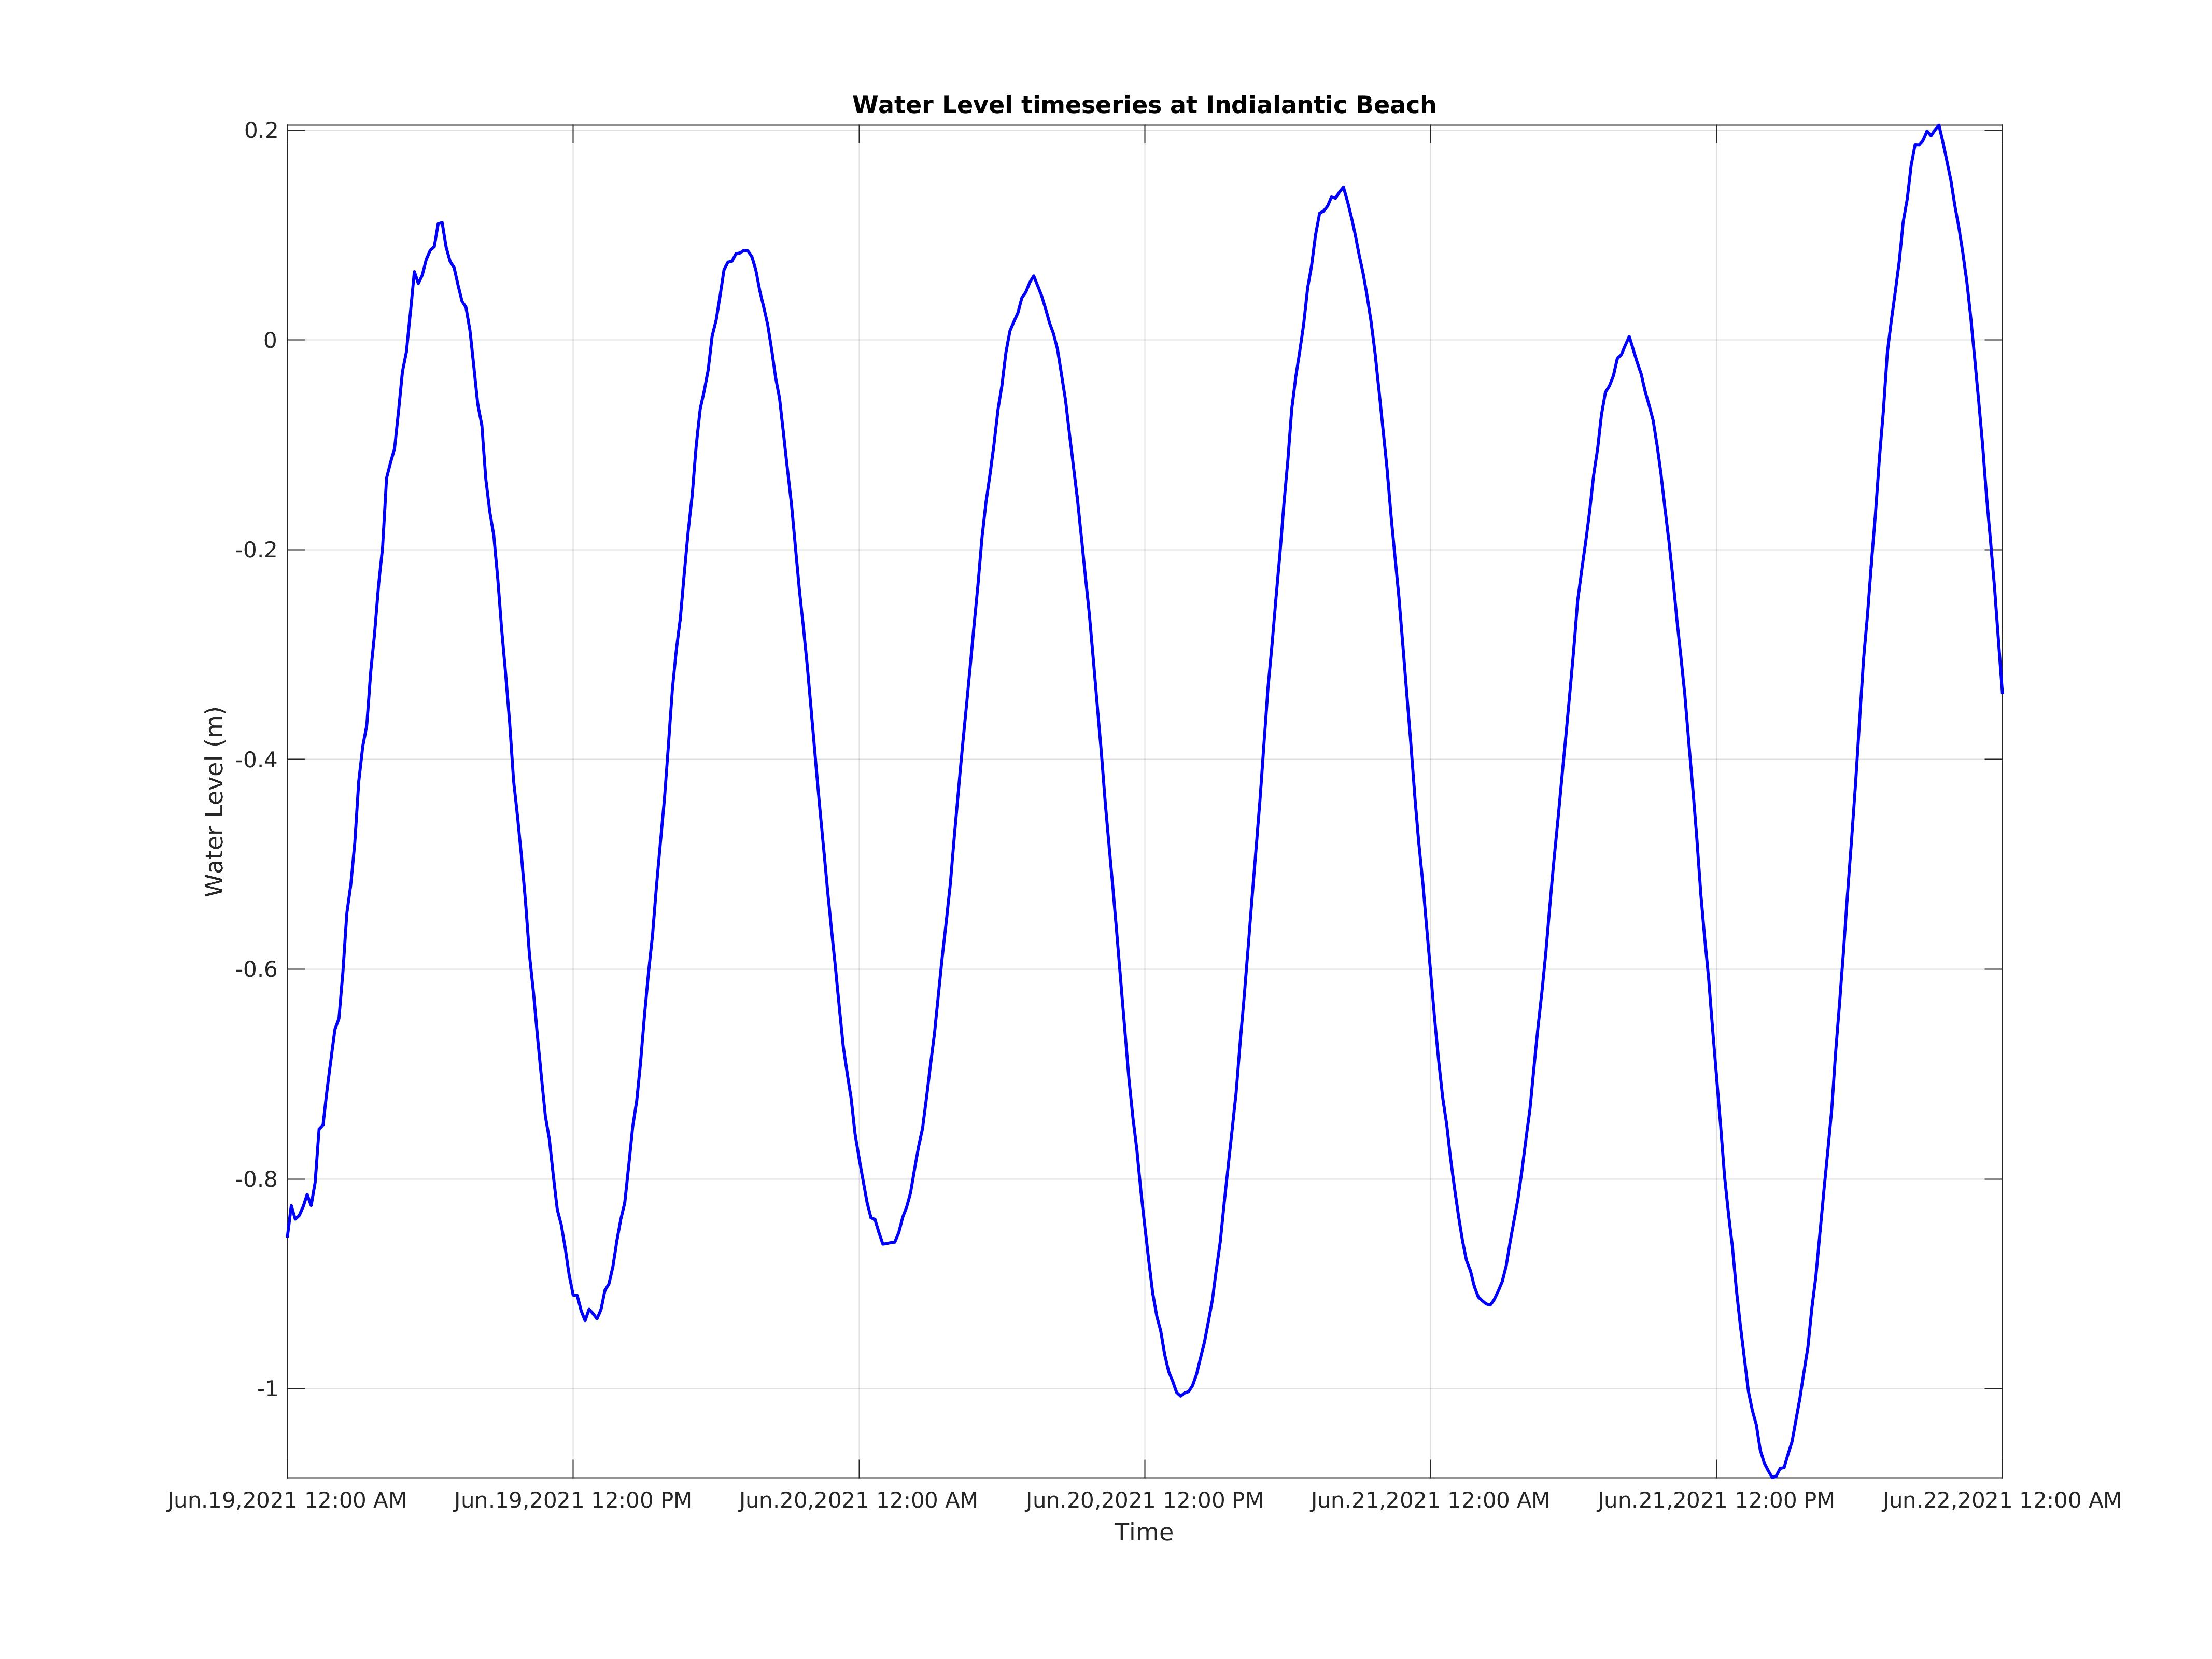 Water Level timeseries at Indialantic Beach
0.2
0
-0.2
-0.4
-0.6
-0.8
-1
Water Level (m)
Jun.19,2021 12:00 AM Jun.19,2021 12:00 PM Jun.20,2021 12:00 AM Jun.20,2021 12:00 PM Jun.21,2021 12:00 AM Jun.21,2021 12:00 PM Jun.22,2021 12:00 AM
Time